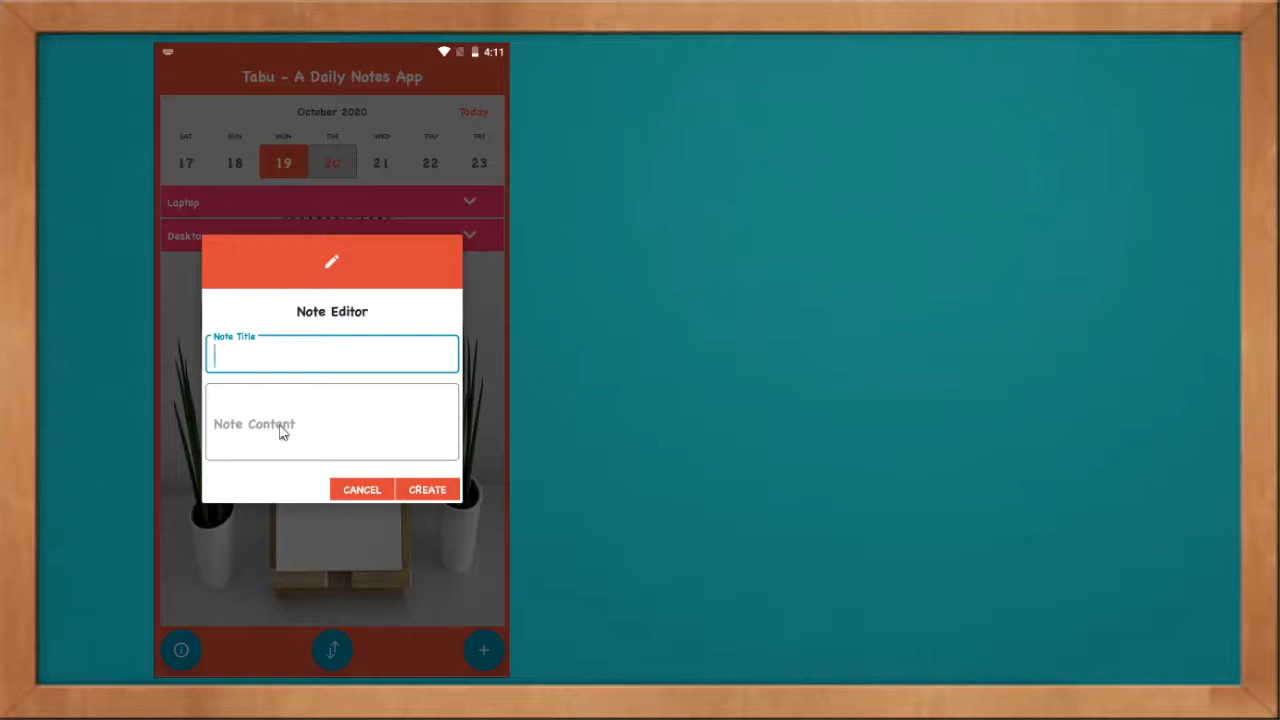 4:11
Tabu - A Daily Notes App
October 2020 Today
SAT SUN MON TUE WED THU FRI
17 18 19 20 21 22 23
Laptop
Note Editor
Note Title
Note Content
CANCEL CREATE